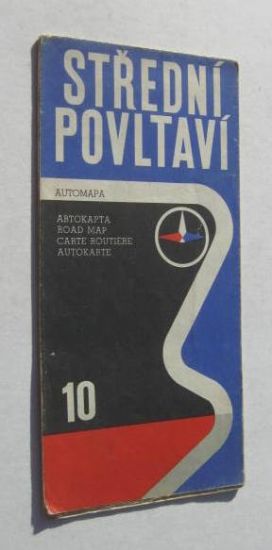 STŘEDNÍ
POVLTAVÍ
AUTOMAPA
АВТОКАРТА
ROAD MAP
CARTE ROUTIÈRE
AUTOKARTE
10